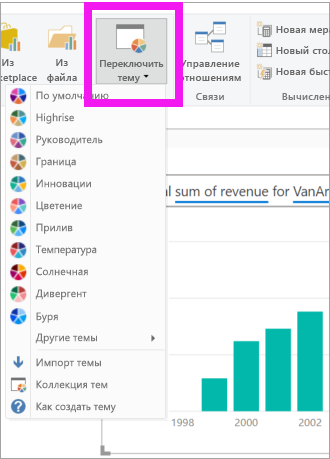 Из
etplace
Из
файла
Переключить
тему
Управление
отношениями
Связи
Новая мер
Новый стол
Новая быс
Вычислен
По умолчанию
Highrise
Руководитель
Граница
Инновации
Цветение
Прилив
Температура
Солнечная
Дивергент
Буря
Другие темы
Импорт темы
Коллекция тем
Как создать тему
al sum of revenue for VanAr
1998
2000
2002